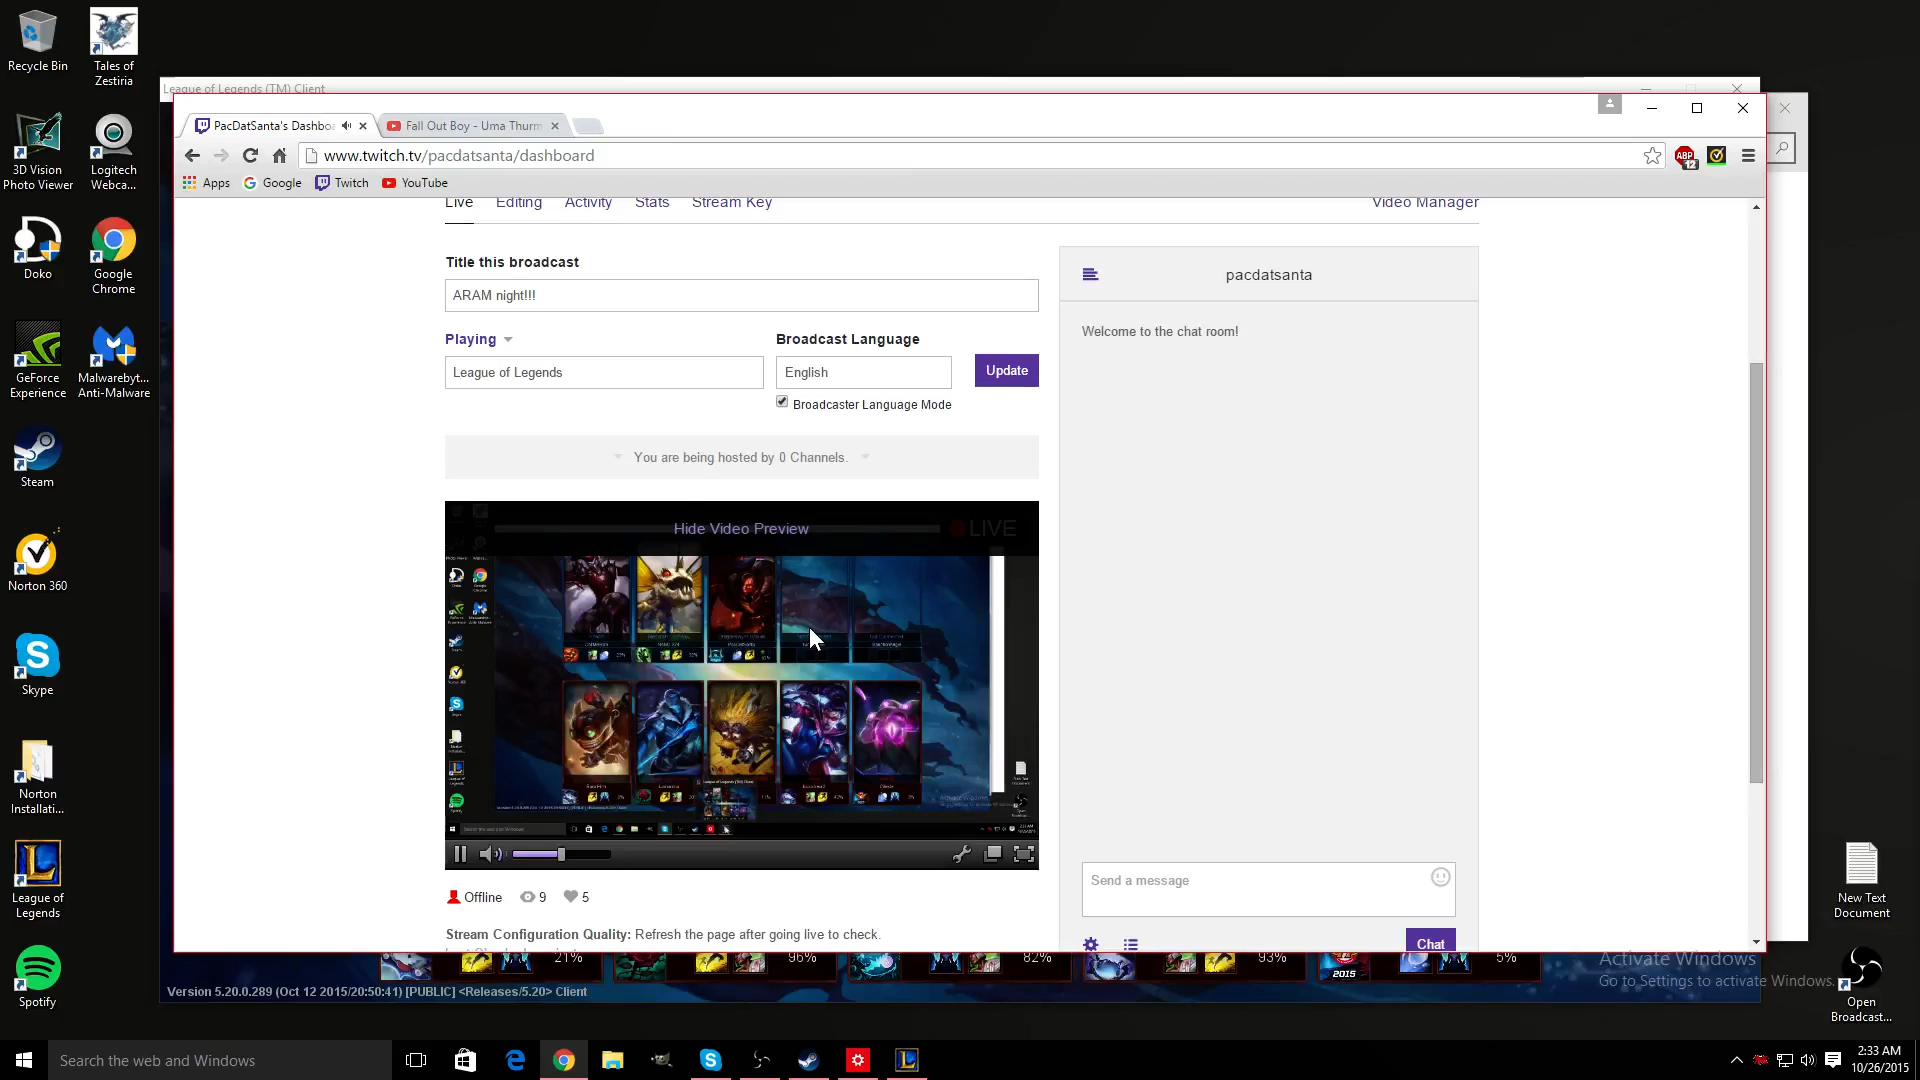 Recycle Bin
Tales of
Zestiria
3D Vision
Photo Viewer
Logitech
Webca...
Doko
Google
Chrome
GeForce
Experience
Malwarebyt...
Anti-Malware
Steam
Norton 360
Skype
Norton
Installati...
League of
Legends
Spotify
League of Legends (TM) Client
PacDatSanta's Dashboa
Fall Out Boy - Uma Thurm
www.twitch.tv/pacdatsanta/dashboard
ABP
12
Apps
Google
Twitch
YouTube
Live
Editing
Activity
Stats
Stream Key
Video Manager
Title this broadcast
ARAM night!!!
Playing
Broadcast Language
League of Legends
English
Update
Broadcaster Language Mode
You are being hosted by 0 Channels.
Hide Video Preview
LIVE
Offline
9
5
Stream Configuration Quality: Refresh the page after going live to check.
pacdatsanta
Welcome to the chat room!
Send a message
Chat
21%
96%
82%
93%
2015
5%
Version 5.20.0.289 (Oct 12 2015/20:50:41) [PUBLIC] <Releases/5.20> Client
Activate Windows
Go to Settings to activate Windows.
New Text
Document
Open
Broadcast...
Search the web and Windows
2:33 AM
10/26/2015